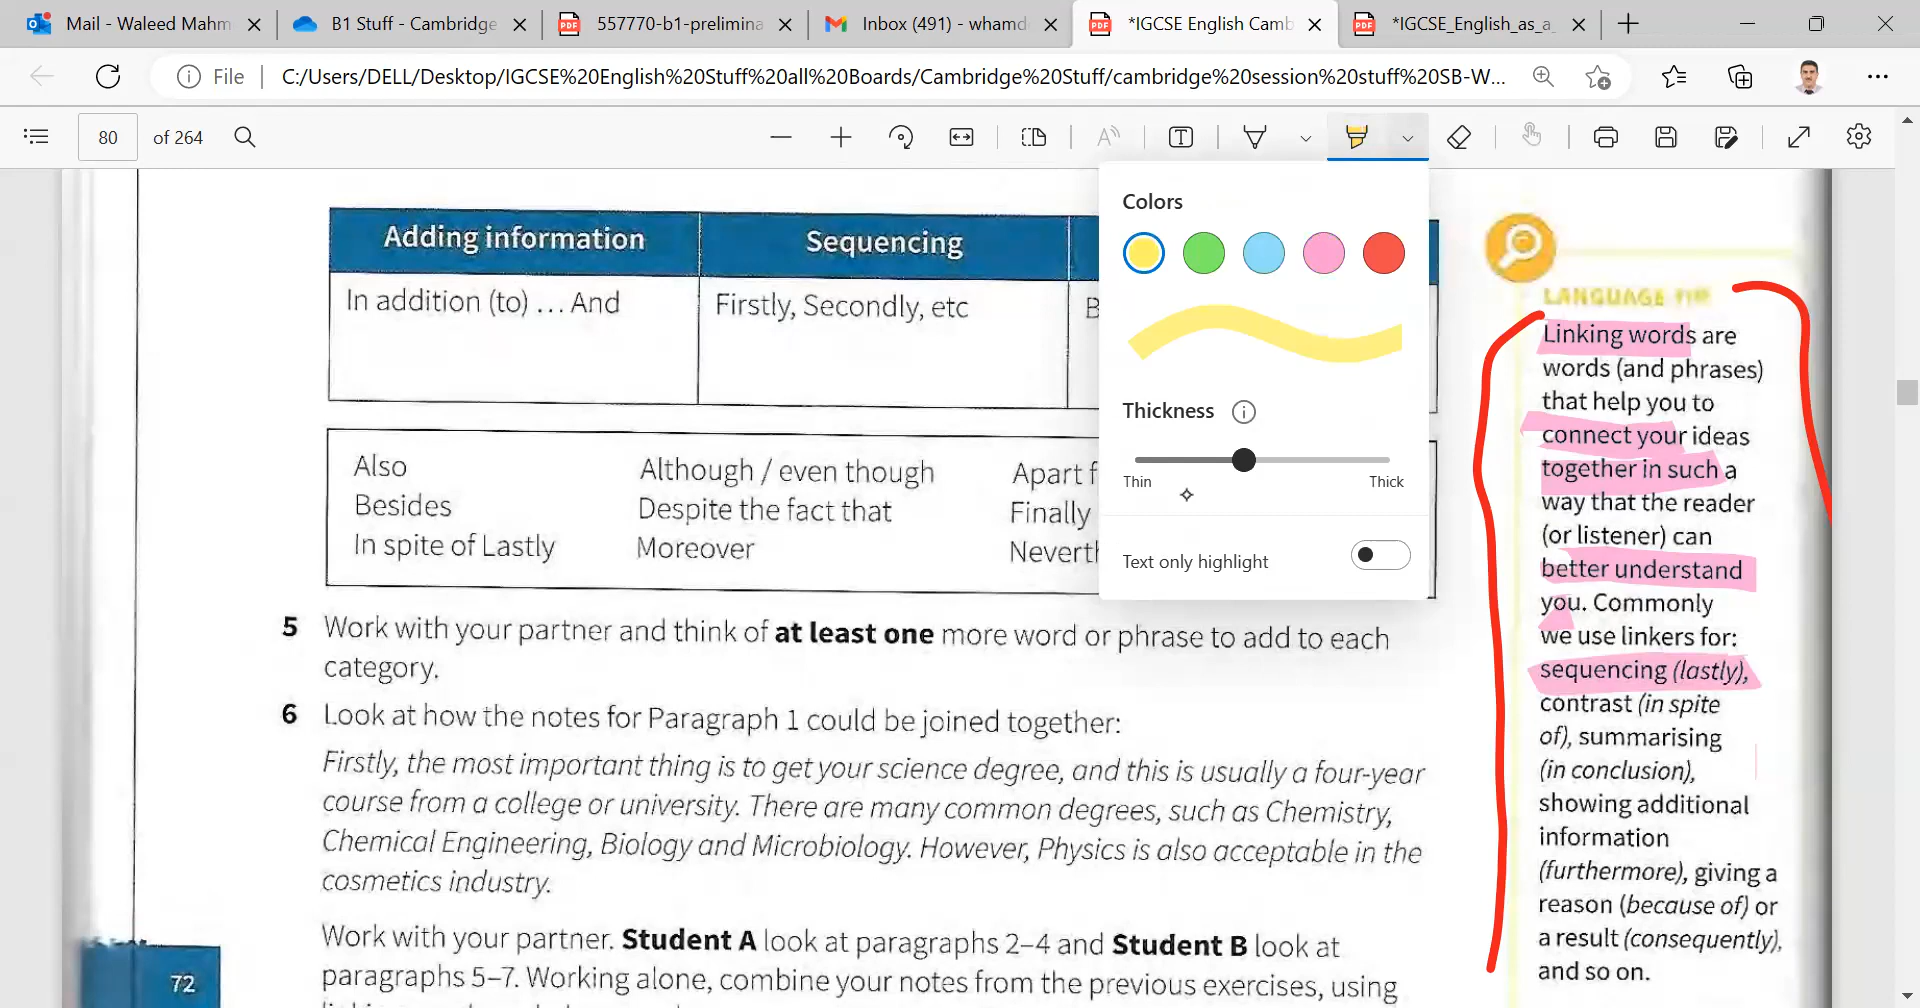 Mail - Waleed Mahm
B1 Stuff - Cambridge
557770-b1-prelimina
Inbox (491) - whamd
*IGCSE English Camb
*IGCSE_English_as_a_
File
C:/Users/DELL/Desktop/IGCSE%20English%20Stuff%20all%20Boards/Cambridge%20Stuff/cambridge%20session%20stuff%20SB-W...
80 of 264
Colors
Thickness
Thin
Thick
Text only highlight
Adding information
Sequencing
In addition (to) ... And
Firstly, Secondly, etc
B
Also
Although / even though
Apart f
Besides
Despite the fact that
Finally
In spite of Lastly
Moreover
Neverth
5 Work with your partner and think of at least one more word or phrase to add to each
category.
6 Look at how the notes for Paragraph 1 could be joined together:
Firstly, the most important thing is to get your science degree, and this is usually a four-year
course from a college or university. There are many common degrees, such as Chemistry,
Chemical Engineering, Biology and Microbiology. However, Physics is also acceptable in the
cosmetics industry.
Work with your partner. Student A look at paragraphs 2–4 and Student B look at
paragraphs 5–7. Working alone, combine your notes from the previous exercises, using
72
LANGUAGE TIP
Linking words are
words (and phrases)
that help you to
connect your ideas
together in such a
way that the reader
(or listener) can
better understand
you. Commonly
we use linkers for:
sequencing (lastly),
contrast (in spite
of), summarising
(in conclusion),
showing additional
information
(furthermore), giving a
reason (because of) or
a result (consequently),
and so on.